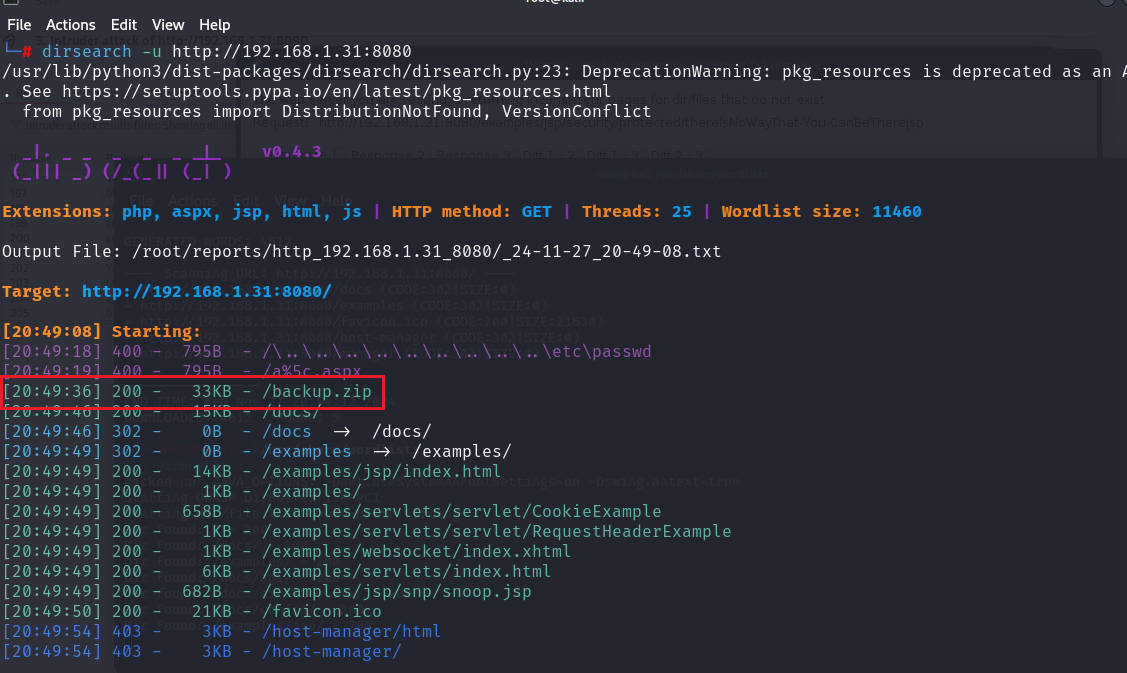 File Actions Edit View Help
└─# dirsearch -u http://192.168.1.31:8080
/usr/lib/python3/dist-packages/dirsearch/dirsearch.py:23: DeprecationWarning: pkg_resources is deprecated as an A
. See https://setuptools.pypa.io/en/latest/pkg_resources.html
from pkg_resources import DistributionNotFound, VersionConflict
v0.4.3
Extensions: php, aspx, jsp, html, js | HTTP method: GET | Threads: 25 | Wordlist size: 11460
Output File: /root/reports/http_192.168.1.31_8080/_24-11-27_20-49-08.txt
Target: http://192.168.1.31:8080/
[20:49:08] Starting:
[20:49:18] 400 - 795B - /\..\..\..\..\..\..\..\..\..\etc\passwd
[20:49:19] 400 - 795B - /a%5c.aspx
[20:49:36] 200 - 33KB - /backup.zip
[20:49:46] 200 - 15KB - /docs/
[20:49:46] 302 - 0B - /docs → /docs/
[20:49:49] 302 - 0B - /examples → /examples/
[20:49:49] 200 - 14KB - /examples/jsp/index.html
[20:49:49] 200 - 1KB - /examples/
[20:49:49] 200 - 658B - /examples/servlets/servlet/CookieExample
[20:49:49] 200 - 1KB - /examples/servlets/servlet/RequestHeaderExample
[20:49:49] 200 - 1KB - /examples/websocket/index.xhtml
[20:49:49] 200 - 6KB - /examples/servlets/index.html
[20:49:49] 200 - 682B - /examples/jsp/snp/snoop.jsp
[20:49:50] 200 - 21KB - /favicon.ico
[20:49:54] 403 - 3KB - /host-manager/html
[20:49:54] 403 - 3KB - /host-manager/